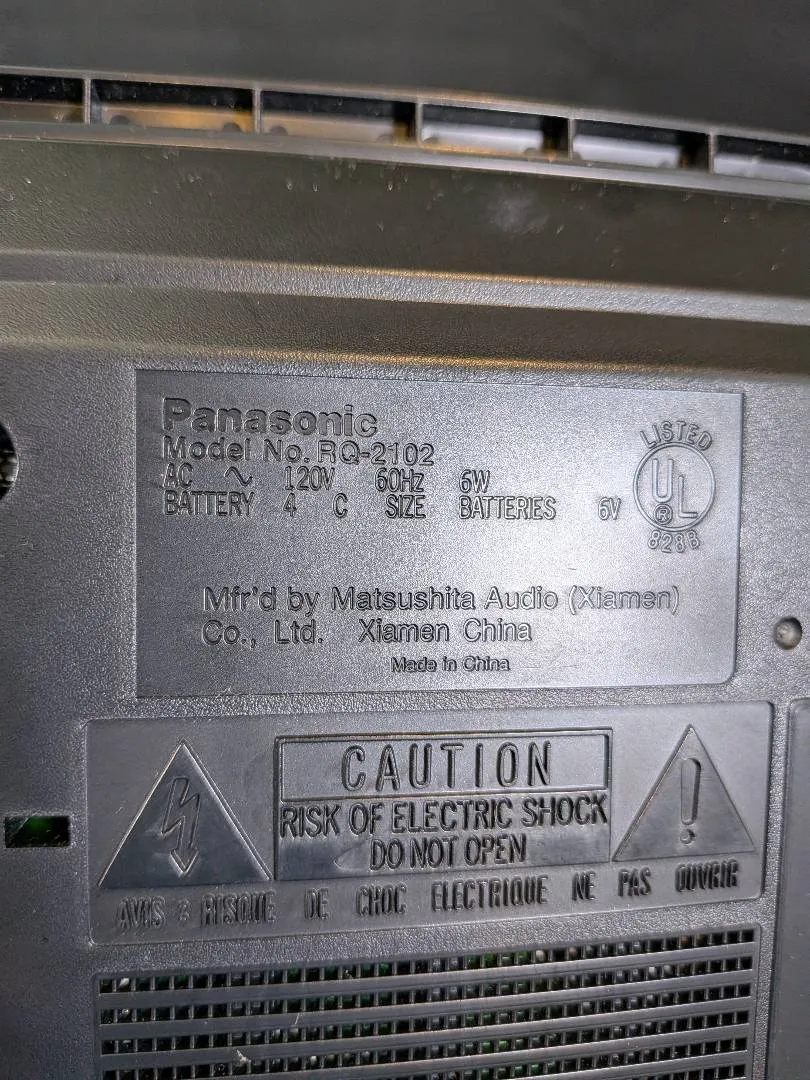 Panasonic
Model No. RQ-2102
AC ~ 120V 60Hz 6W
BATTERY 4 C SIZE BATTERIES 6V
LISTED
UL
®
828B
Mfr'd by Matsushita Audio (Xiamen)
Co., Ltd. Xiamen China
Made in China
CAUTION
RISK OF ELECTRIC SHOCK
DO NOT OPEN
!
AVIS : RISQUE DE CHOC ELECTRIQUE NE PAS OUVRIR